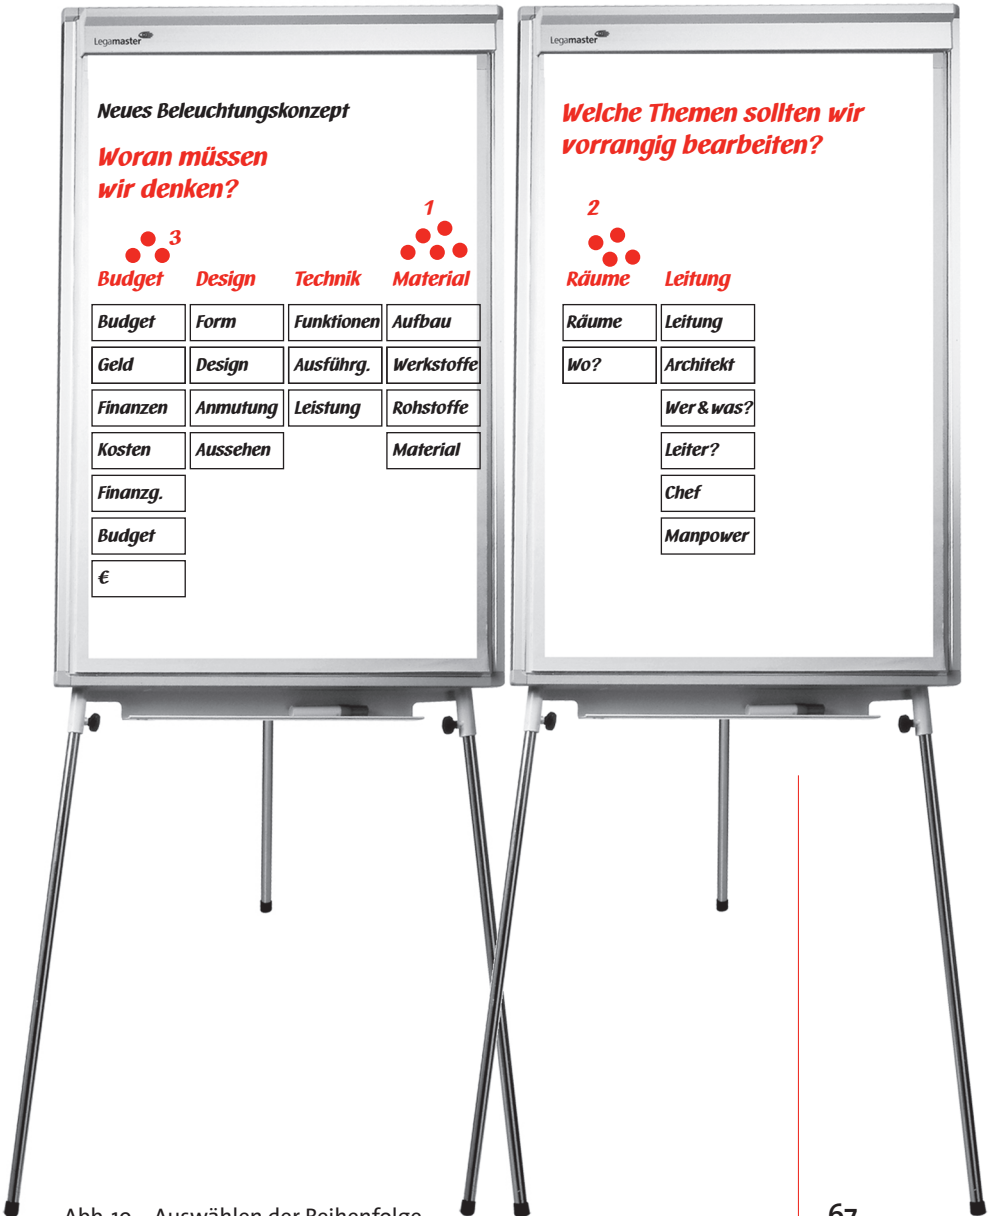 Legamaster
Neues Beleuchtungskonzept
Woran müssen
wir denken?
3
1
Budget Design Technik Material
Budget Form Funktionen Aufbau
Geld Design Ausführg. Werkstoffe
Finanzen Anmutung Leistung Rohstoffe
Kosten Aussehen Material
Finanzg.
Budget
€
Legamaster
Welche Themen sollten wir
vorrangig bearbeiten?
2
Räume Leitung
Räume Leitung
Wo? Architekt
Wer & was?
Leiter?
Chef
Manpower
Abb. 19 Auswählen der Reihenfolge
67